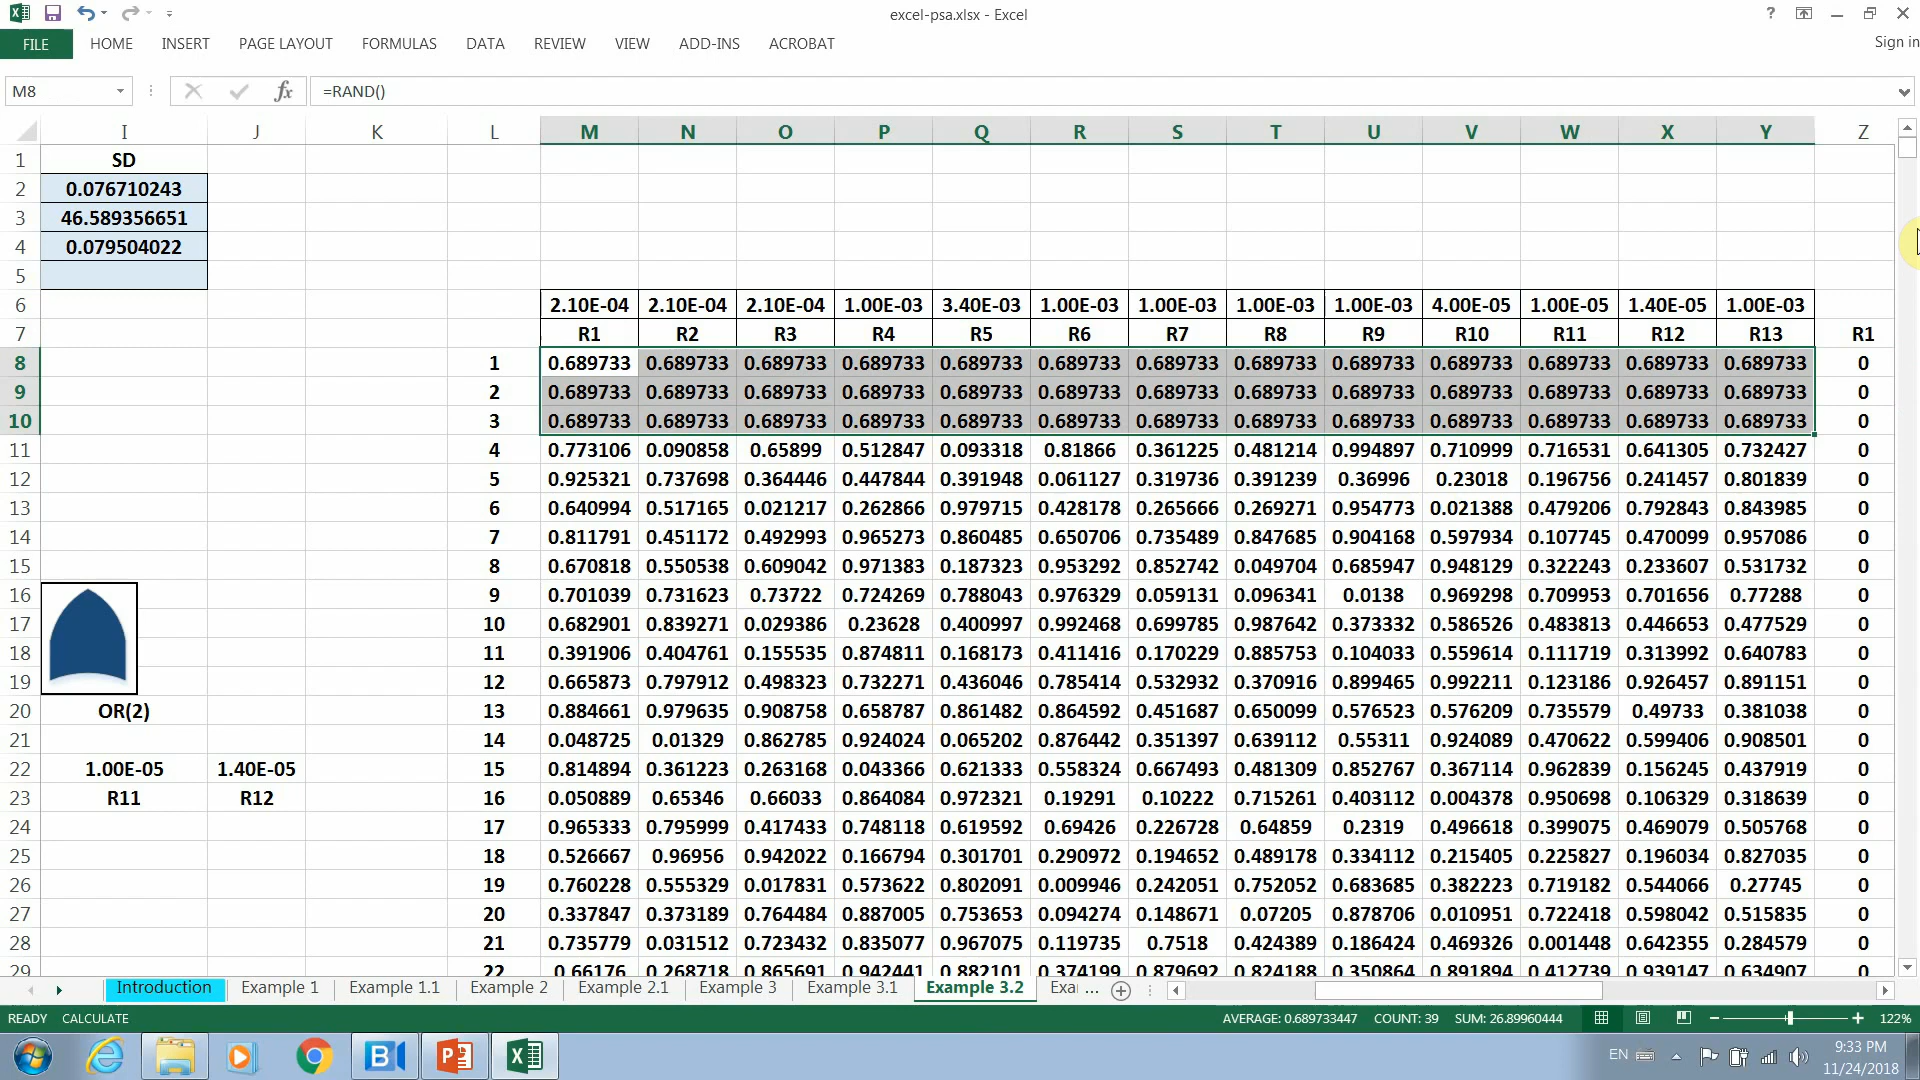 excel-psa.xlsx - Excel
FILE HOME INSERT PAGE LAYOUT FORMULAS DATA REVIEW VIEW ADD-INS ACROBAT Sign in
M8 =RAND()
I J K L M N O P Q R S T U V W X Y Z
1 SD
2 0.076710243
3 46.589356651
4 0.079504022
5
6 2.10E-04 2.10E-04 2.10E-04 1.00E-03 3.40E-03 1.00E-03 1.00E-03 1.00E-03 1.00E-03 4.00E-05 1.00E-05 1.40E-05 1.00E-03
7 R1 R2 R3 R4 R5 R6 R7 R8 R9 R10 R11 R12 R13 R1
8 1 0.689733 0.689733 0.689733 0.689733 0.689733 0.689733 0.689733 0.689733 0.689733 0.689733 0.689733 0.689733 0.689733 0
9 2 0.689733 0.689733 0.689733 0.689733 0.689733 0.689733 0.689733 0.689733 0.689733 0.689733 0.689733 0.689733 0.689733 0
10 3 0.689733 0.689733 0.689733 0.689733 0.689733 0.689733 0.689733 0.689733 0.689733 0.689733 0.689733 0.689733 0.689733 0
11 4 0.773106 0.090858 0.65899 0.512847 0.093318 0.81866 0.361225 0.481214 0.994897 0.710999 0.716531 0.641305 0.732427 0
12 5 0.925321 0.737698 0.364446 0.447844 0.391948 0.061127 0.319736 0.391239 0.36996 0.23018 0.196756 0.241457 0.801839 0
13 6 0.640994 0.517165 0.021217 0.262866 0.979715 0.428178 0.265666 0.269271 0.954773 0.021388 0.479206 0.792843 0.843985 0
14 7 0.811791 0.451172 0.492993 0.965273 0.860485 0.650706 0.735489 0.847685 0.904168 0.597934 0.107745 0.470099 0.957086 0
15 8 0.670818 0.550538 0.609042 0.971383 0.187323 0.953292 0.852742 0.049704 0.685947 0.948129 0.322243 0.233607 0.531732 0
16 9 0.701039 0.731623 0.73722 0.724269 0.788043 0.976329 0.059131 0.096341 0.0138 0.969298 0.709953 0.701656 0.77288 0
17 10 0.682901 0.839271 0.029386 0.23628 0.400997 0.992468 0.699785 0.987642 0.373332 0.586526 0.483813 0.446653 0.477529 0
18 11 0.391906 0.404761 0.155535 0.874811 0.168173 0.411416 0.170229 0.885753 0.104033 0.559614 0.111719 0.313992 0.640783 0
19 12 0.665873 0.797912 0.498323 0.732271 0.436046 0.785414 0.532932 0.370916 0.899465 0.992211 0.123186 0.926457 0.891151 0
20 OR(2) 13 0.884661 0.979635 0.908758 0.658787 0.861482 0.864592 0.451687 0.650099 0.576523 0.576209 0.735579 0.49733 0.381038 0
21 14 0.048725 0.01329 0.862785 0.924024 0.065202 0.876442 0.351397 0.639112 0.55311 0.924089 0.470622 0.599406 0.908501 0
22 1.00E-05 1.40E-05 15 0.814894 0.361223 0.263168 0.043366 0.621333 0.558324 0.667493 0.481309 0.852767 0.367114 0.962839 0.156245 0.437919 0
23 R11 R12 16 0.050889 0.65346 0.66033 0.864084 0.972321 0.19291 0.10222 0.715261 0.403112 0.004378 0.950698 0.106329 0.318639 0
24 17 0.965333 0.795999 0.417433 0.748118 0.619592 0.69426 0.226728 0.64859 0.2319 0.496618 0.399075 0.469079 0.505768 0
25 18 0.526667 0.96956 0.942022 0.166794 0.301701 0.290972 0.194652 0.489178 0.334112 0.215405 0.225827 0.196034 0.827035 0
26 19 0.760228 0.555329 0.017831 0.573622 0.802091 0.009946 0.242051 0.752052 0.683685 0.382223 0.719182 0.544066 0.27745 0
27 20 0.337847 0.373189 0.764484 0.887005 0.753653 0.094274 0.148671 0.07205 0.878706 0.010951 0.722418 0.598042 0.515835 0
28 21 0.735779 0.031512 0.723432 0.835077 0.967075 0.119735 0.7518 0.424389 0.186424 0.469326 0.001448 0.642355 0.284579 0
29 22 0.66176 0.268718 0.865691 0.942441 0.882101 0.374199 0.879692 0.824188 0.350864 0.891894 0.412739 0.939147 0.634907 0
Introduction Example 1 Example 1.1 Example 2 Example 2.1 Example 3 Example 3.1 Example 3.2 Exa ...
READY CALCULATE AVERAGE: 0.689733447 COUNT: 39 SUM: 26.89960444 122%
EN 9:33 PM
11/24/2018